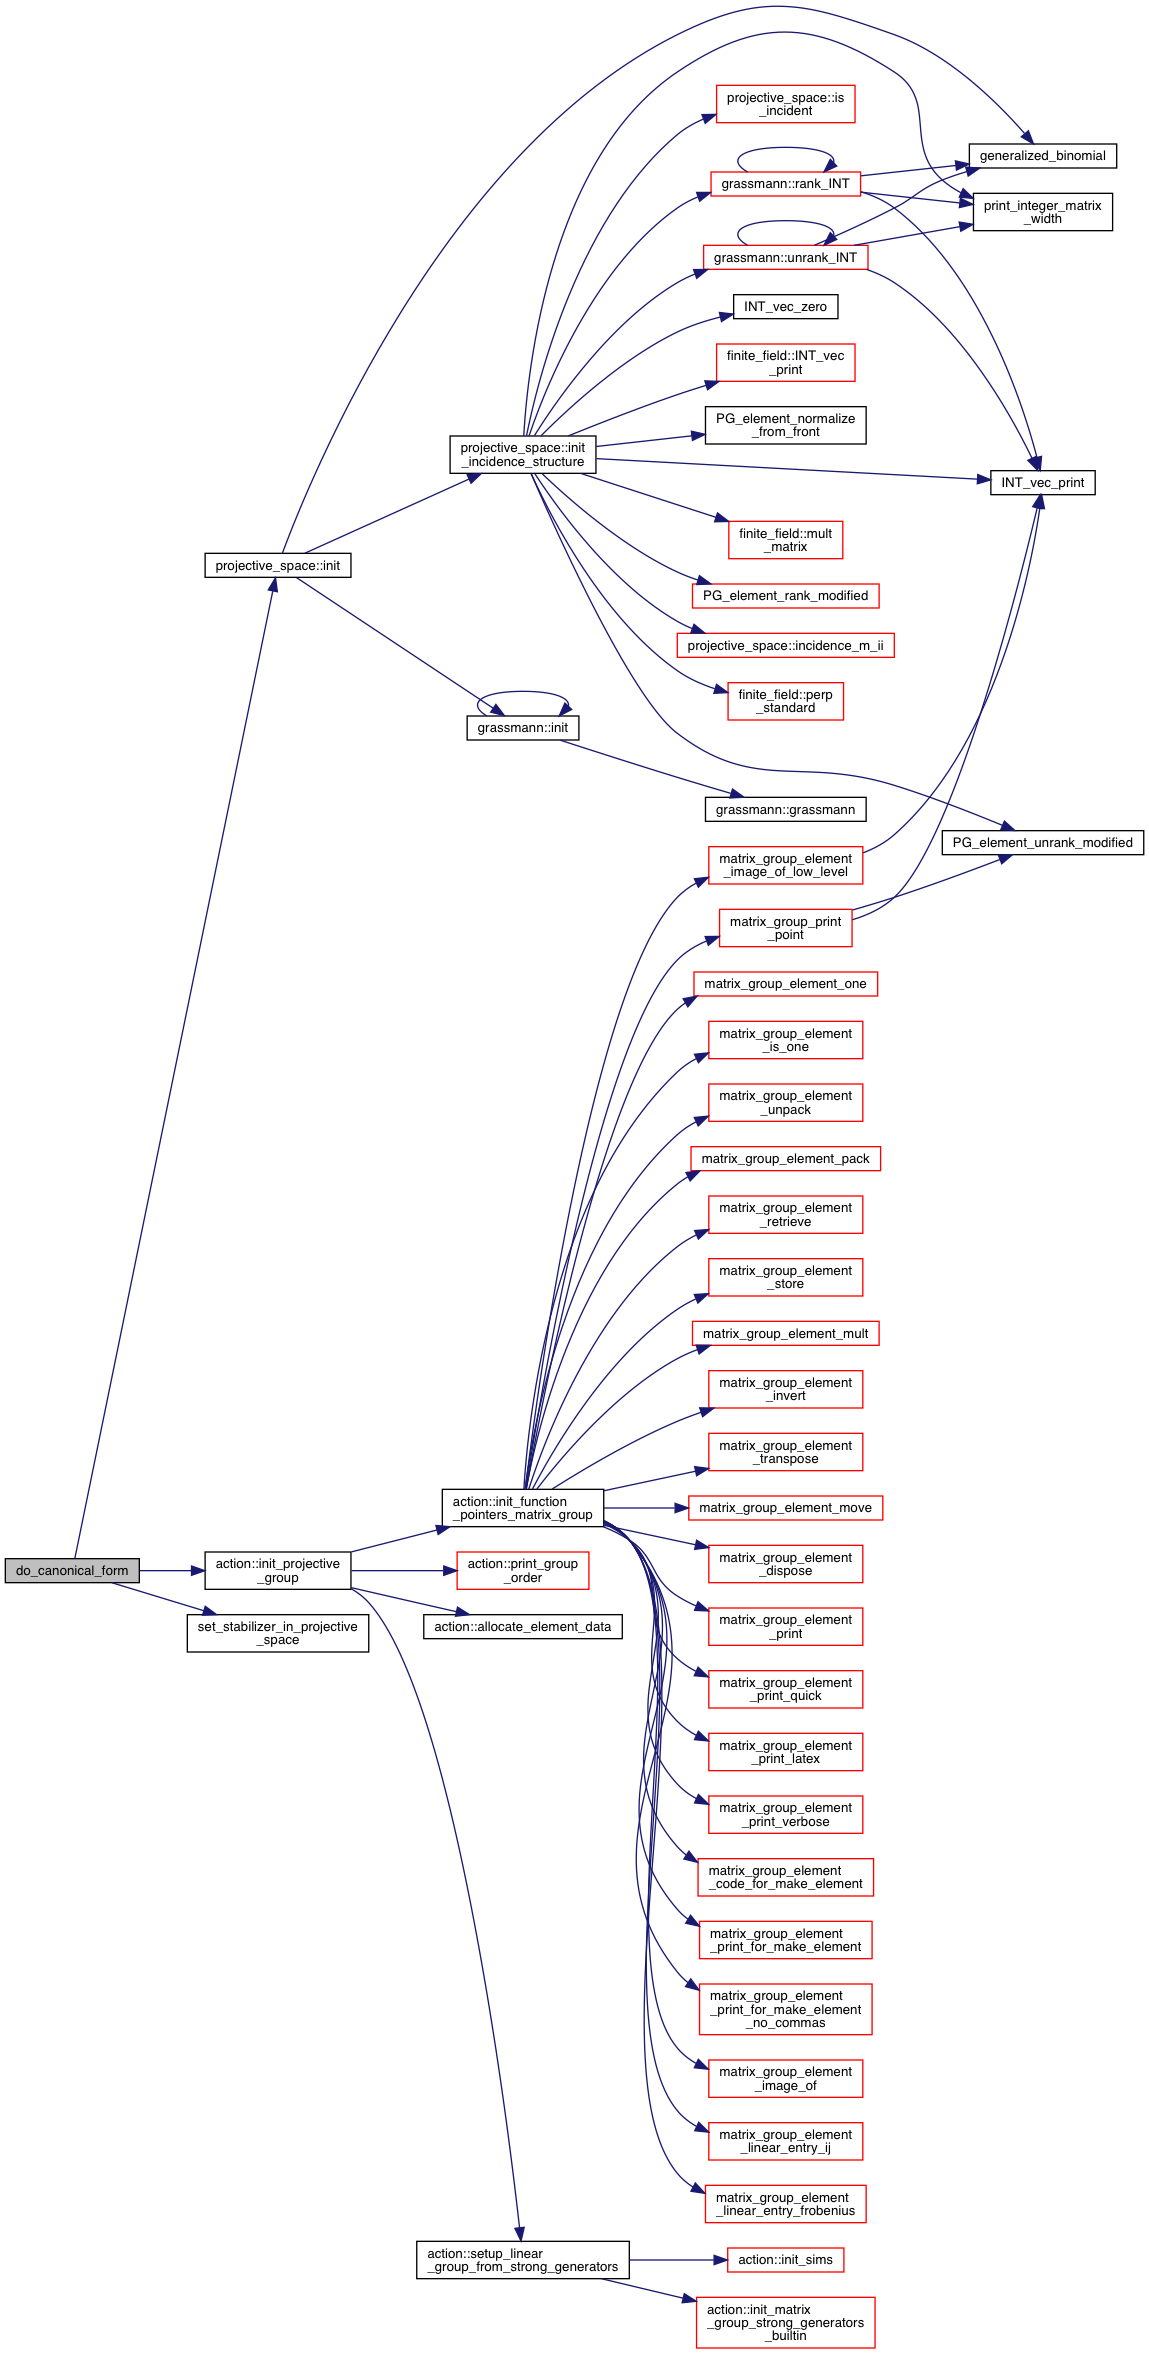 projective_space::is
_incident
generalized_binomial
grassmann::rank_INT
print_integer_matrix
_width
grassmann::unrank_INT
INT_vec_zero
finite_field::INT_vec
_print
PG_element_normalize
_from_front
projective_space::init
_incidence_structure
INT_vec_print
finite_field::mult
_matrix
projective_space::init
PG_element_rank_modified
projective_space::incidence_m_ii
finite_field::perp
_standard
grassmann::init
grassmann::grassmann
PG_element_unrank_modified
matrix_group_element
_image_of_low_level
matrix_group_print
_point
matrix_group_element_one
matrix_group_element
_is_one
matrix_group_element
_unpack
matrix_group_element_pack
matrix_group_element
_retrieve
matrix_group_element
_store
matrix_group_element_mult
matrix_group_element
_invert
matrix_group_element
_transpose
action::init_function
_pointers_matrix_group
matrix_group_element_move
do_canonical_form
action::init_projective
_group
action::print_group
_order
matrix_group_element
_dispose
set_stabilizer_in_projective
_space
action::allocate_element_data
matrix_group_element
_print
matrix_group_element
_print_quick
matrix_group_element
_print_latex
matrix_group_element
_print_verbose
matrix_group_element
_code_for_make_element
matrix_group_element
_print_for_make_element
matrix_group_element
_print_for_make_element
_no_commas
matrix_group_element
_image_of
matrix_group_element
_linear_entry_ij
matrix_group_element
_linear_entry_frobenius
action::setup_linear
_group_from_strong_generators
action::init_sims
action::init_matrix
_group_strong_generators
_builtin